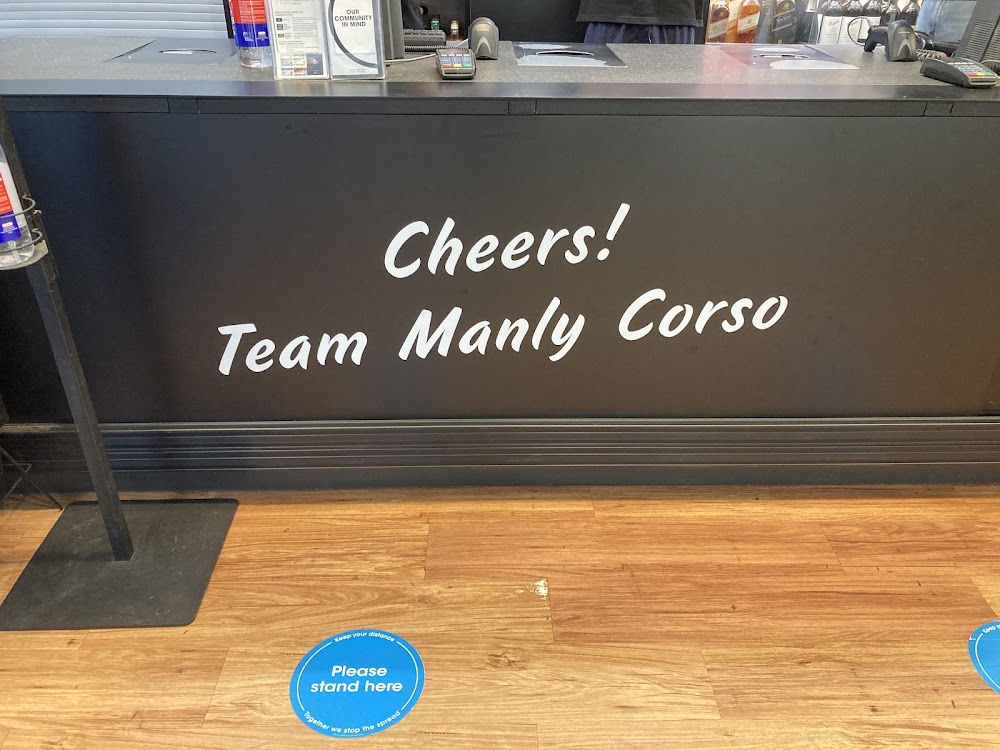 OUR
COMMUNITY
IN MIND
Cheers!
Team Manly Corso
Keep your distance
Please
stand here
Together we stop the spread